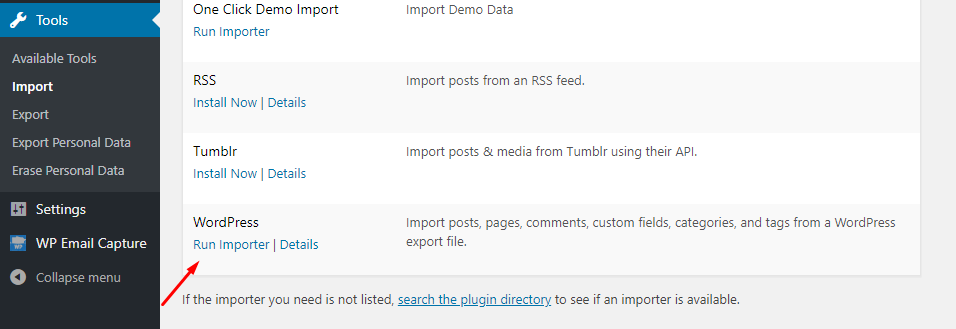 Tools
Available Tools
Import
Export
Export Personal Data
Erase Personal Data
Settings
WP Email Capture
Collapse menu
One Click Demo Import
Import Demo Data
Run Importer
RSS
Import posts from an RSS feed.
Install Now | Details
Tumblr
Import posts & media from Tumblr using their API.
Install Now | Details
WordPress
Import posts, pages, comments, custom fields, categories, and tags from a WordPress
export file.
Run Importer | Details
If the importer you need is not listed, search the plugin directory to see if an importer is available.